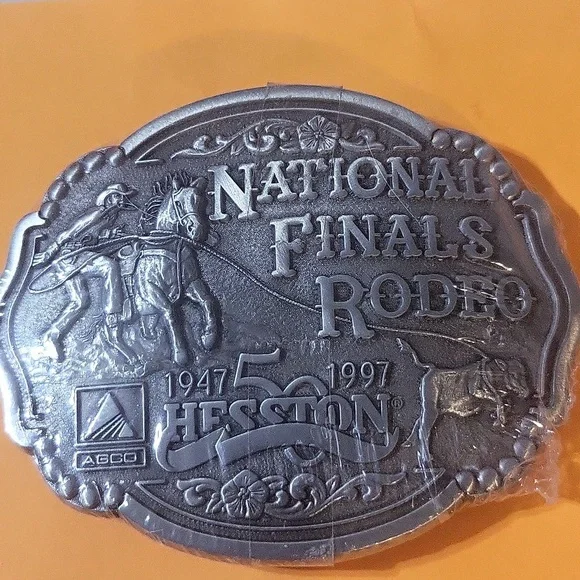 NATIONAL
FINALS
RODEO
1947 50 1997
HESSTON®
AGCO